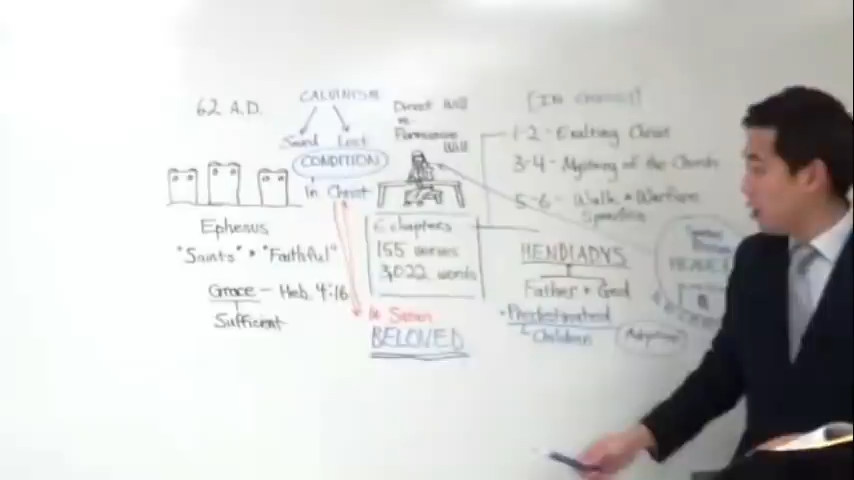 62 A.D.
CALVINISM
Saved Lost
CONDITION
In Christ
Ephesus
"Saints" + "Faithful"
Grace - Heb. 4:16
Sufficient
Direct Will
vs
Permissive
Will
6 chapters
155 verses
3,022 words
In Satan
BELOVED
[IN CHRIST]
1-2 - Exalting Christ
3-4 - Mystery of the Church
5-6 - Walk + Warfare
HENDIADYS
Father + God
Predestinated
Children
Adoption